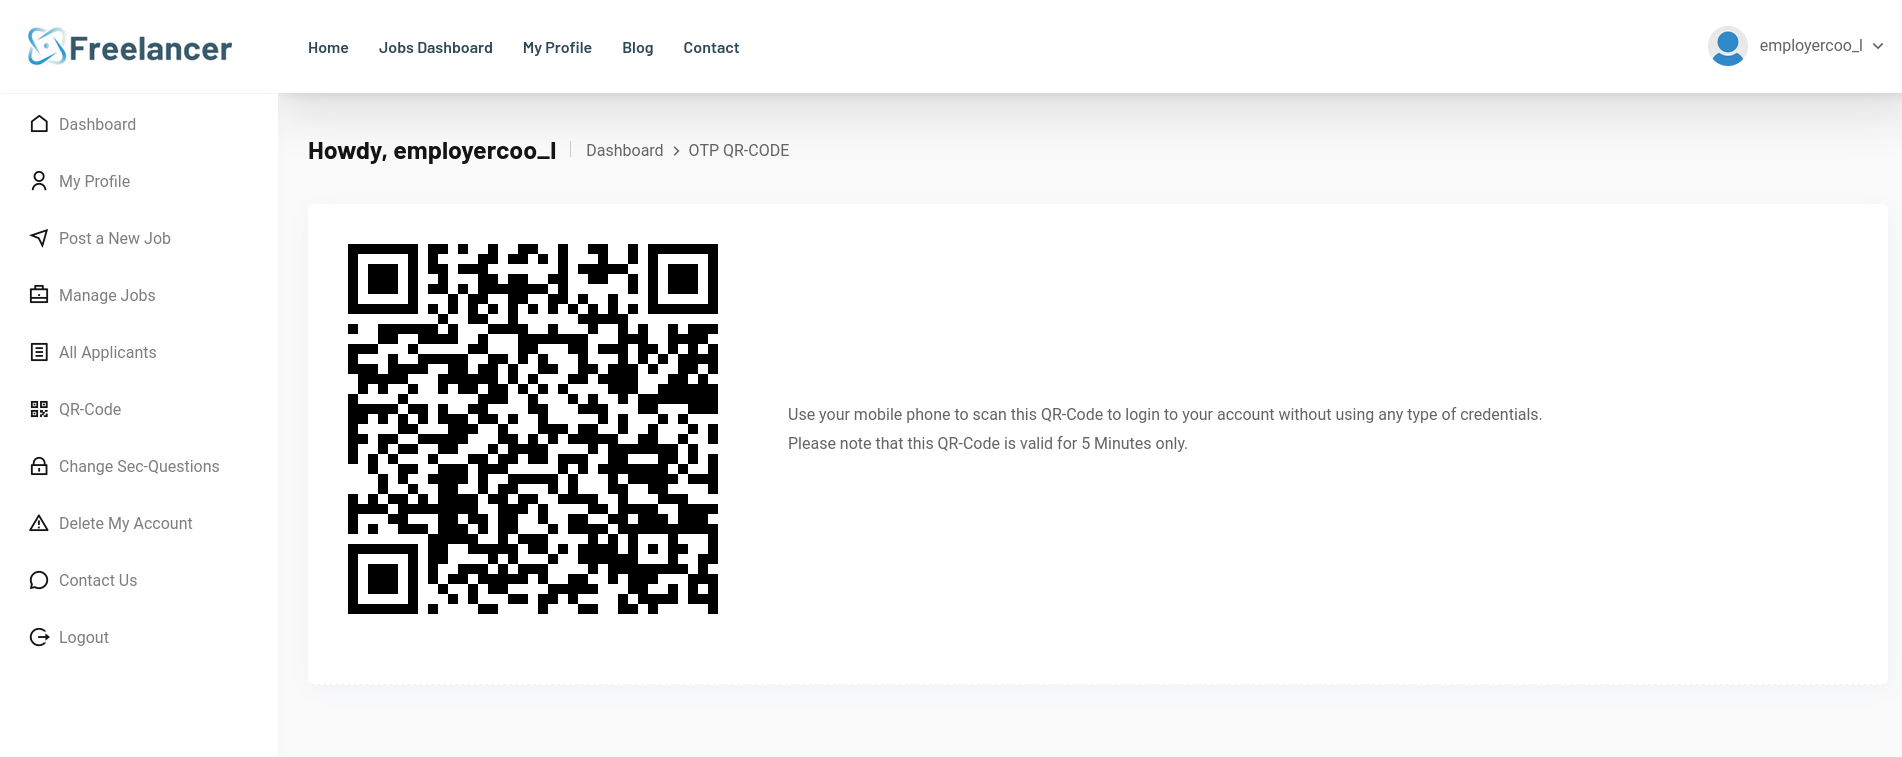 Freelancer
Home Jobs Dashboard My Profile Blog Contact
employercoo_l
Dashboard
My Profile
Post a New Job
Manage Jobs
All Applicants
QR-Code
Change Sec-Questions
Delete My Account
Contact Us
Logout
Howdy, employercoo_l
Dashboard > OTP QR-CODE
Use your mobile phone to scan this QR-Code to login to your account without using any type of credentials.
Please note that this QR-Code is valid for 5 Minutes only.